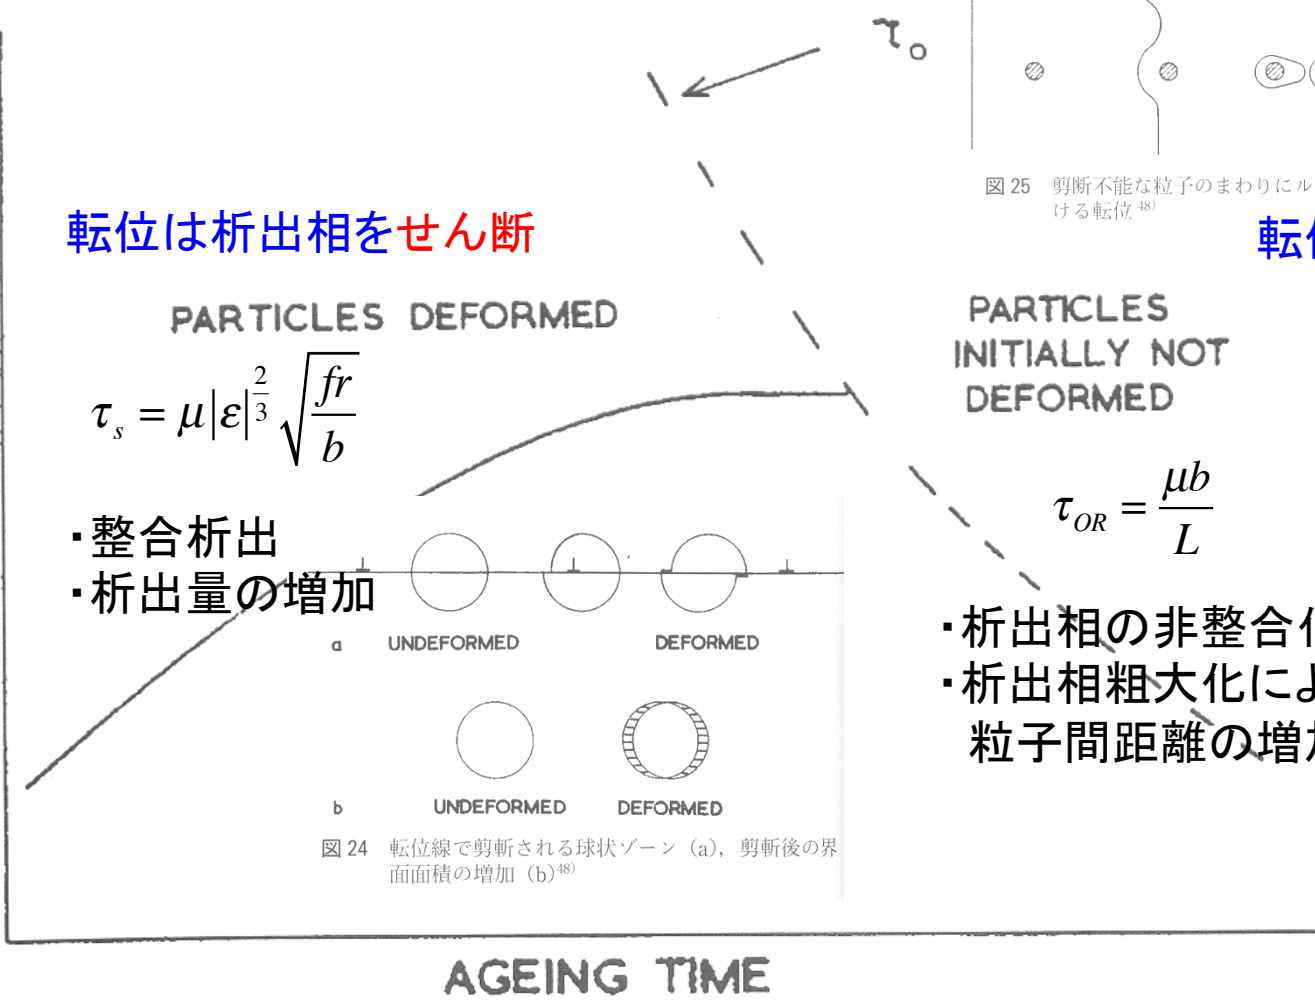 τ₀
図 25 剪断不能な粒子のまわりにル
ける転位 48)
転位は析出相をせん断
転
PARTICLES DEFORMED
PARTICLES
INITIALLY NOT
DEFORMED
τ_s = μ|ε|^{2/3} √(fr/b)
τ_OR = μb/L
・整合析出
・析出量の増加
a UNDEFORMED DEFORMED
・析出相の非整合
・析出相粗大化に
粒子間距離の増
b UNDEFORMED DEFORMED
図 24 転位線で剪斬される球状ゾーン (a), 剪斬後の界
面面積の増加 (b)48)
AGEING TIME